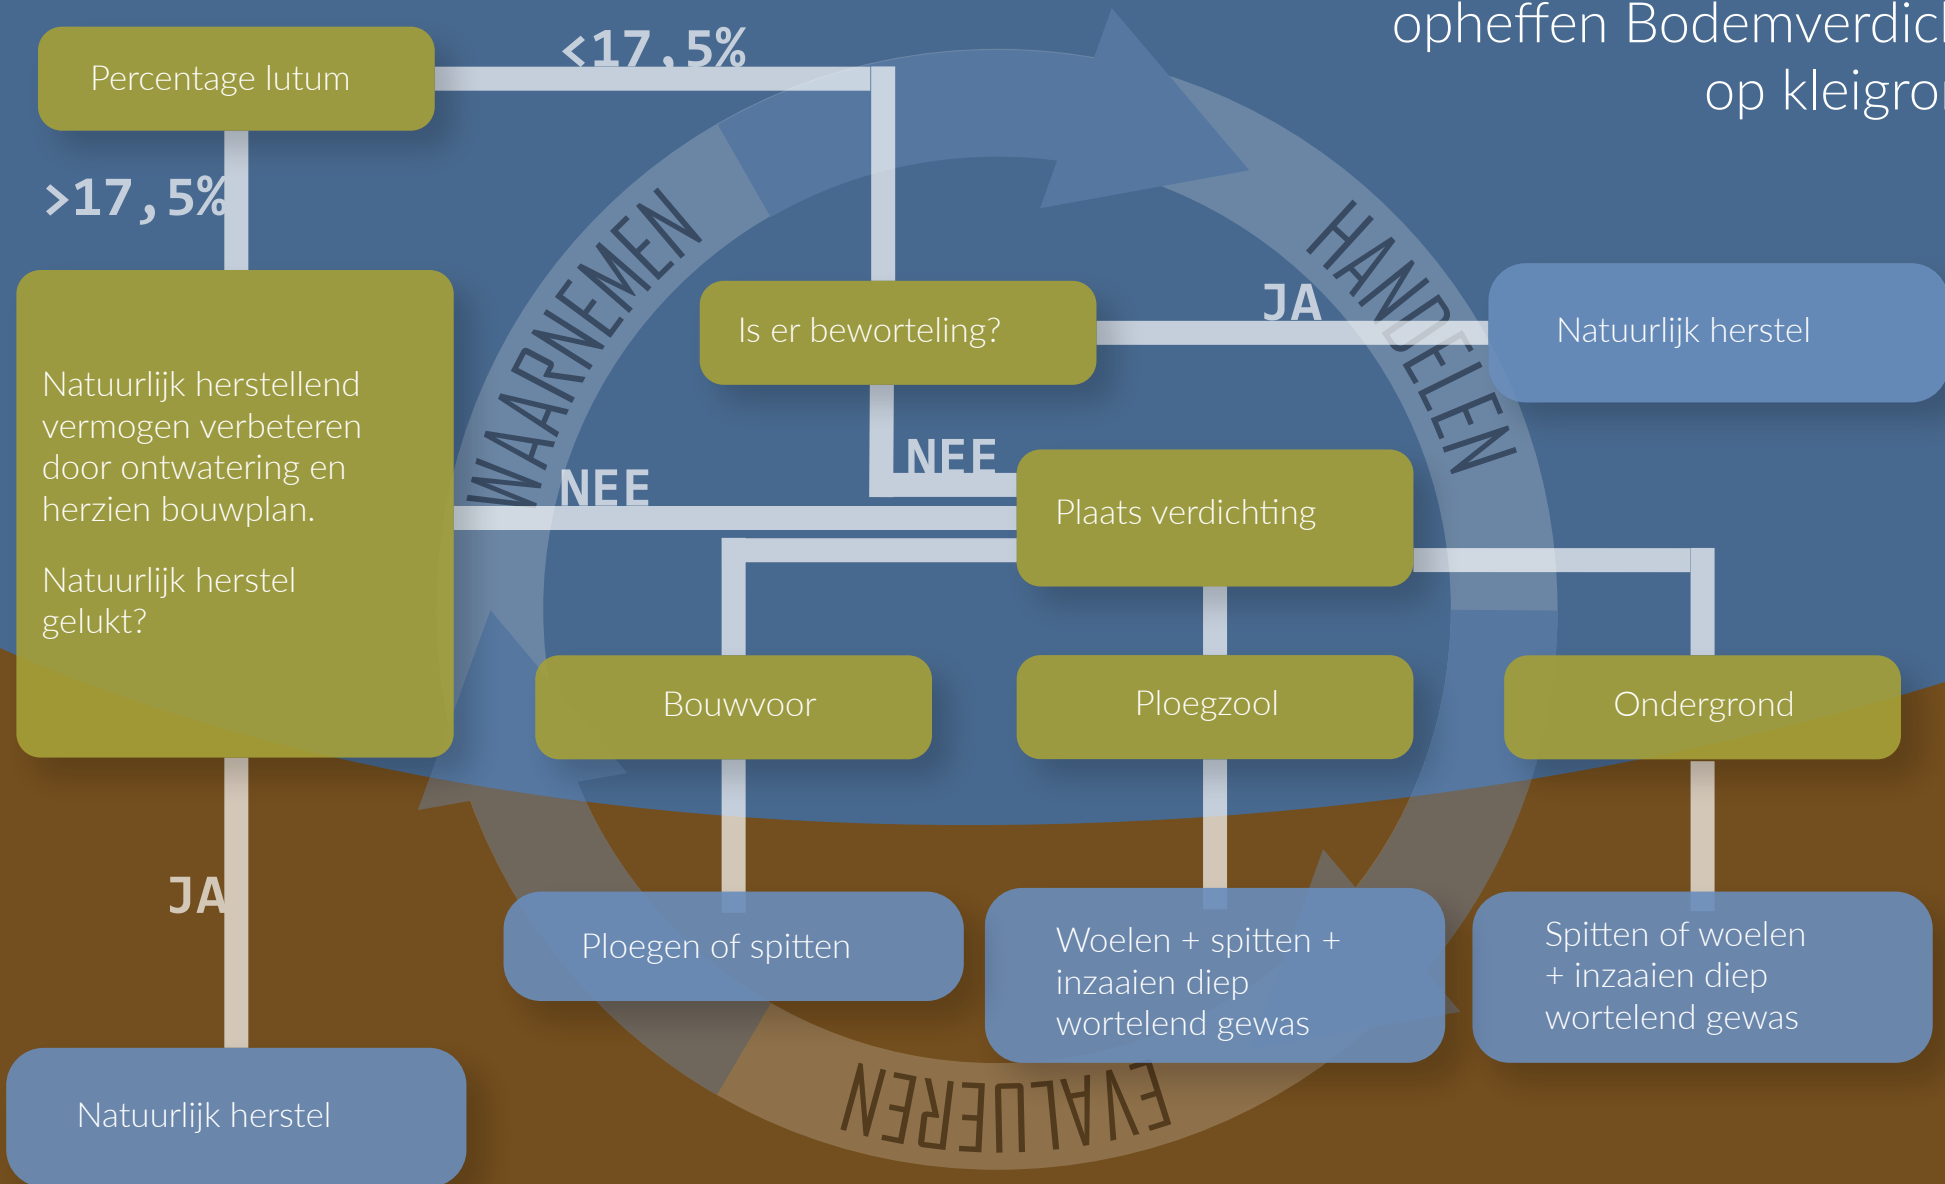 opheffen
op
Percentage lutum
<17,5%
>17,5%
WAARNEMEN
HANDELEN
Is er beworteling?
JA
Natuurlijk herstel
Natuurlijk herstellend
vermogen verbeteren
door ontwatering en
herzien bouwplan.
Natuurlijk herstel
gelukt?
NEE
NEE
Plaats verdichting
Bouwvoor
Ploegzool
Ondergrond
JA
Ploegen of spitten
Woelen + spitten +
inzaaien diep
wortelend gewas
Spitten of woelen
+ inzaaien diep
wortelend gewas
EVALUEREN
Natuurlijk herstel